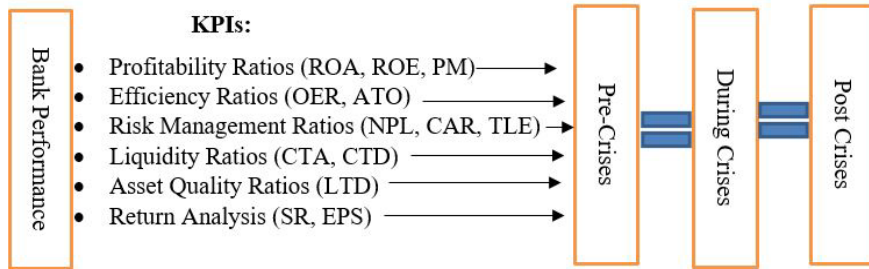 KPIs:
Bank Performance
• Profitability Ratios (ROA, ROE, PM)
• Efficiency Ratios (OER, ATO)
• Risk Management Ratios (NPL, CAR, TLE)
• Liquidity Ratios (CTA, CTD)
• Asset Quality Ratios (LTD)
• Return Analysis (SR, EPS)
Pre-Crises
During Crises
Post Crises